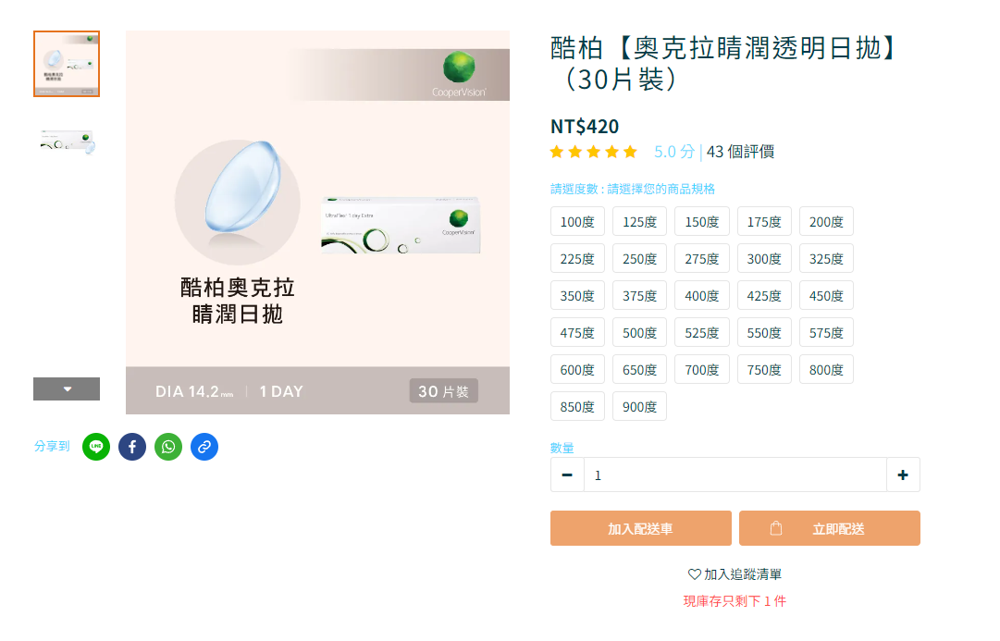 CooperVision
UltraFlex 1 day Extra
CooperVision
酷柏奧克拉
睛潤日拋
DIA 14.2mm | 1 DAY
30 片裝
分享到
LINE
酷柏【奧克拉睛潤透明日拋】
（30片裝）
NT$420
5.0 分 | 43 個評價
請選度數 : 請選擇您的商品規格
100度 125度 150度 175度 200度
225度 250度 275度 300度 325度
350度 375度 400度 425度 450度
475度 500度 525度 550度 575度
600度 650度 700度 750度 800度
850度 900度
數量
1
加入配送車 立即配送
加入追蹤清單
現庫存只剩下 1 件